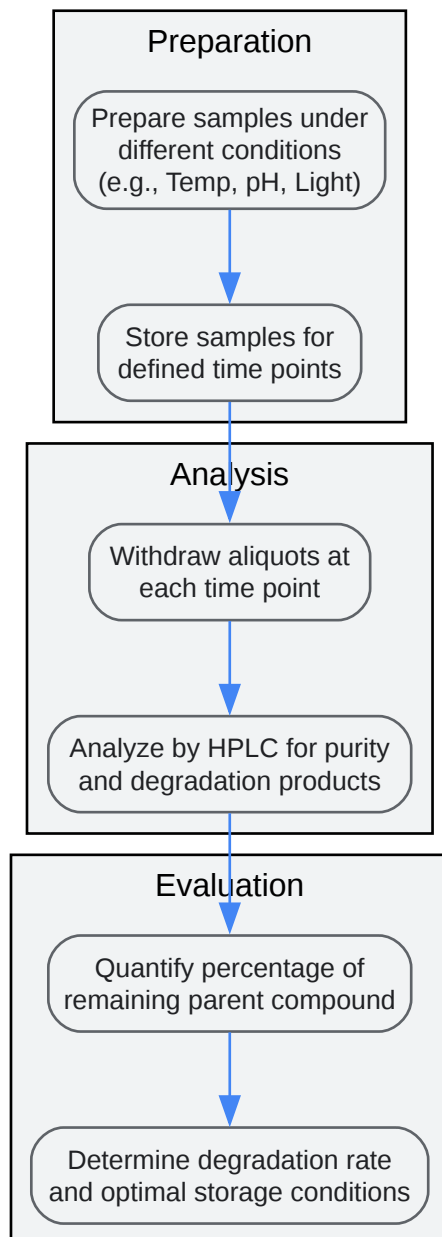 Preparation
Prepare samples under
different conditions
(e.g., Temp, pH, Light)
Store samples for
defined time points
Analysis
Withdraw aliquots at
each time point
Analyze by HPLC for purity
and degradation products
Evaluation
Quantify percentage of
remaining parent compound
Determine degradation rate
and optimal storage conditions